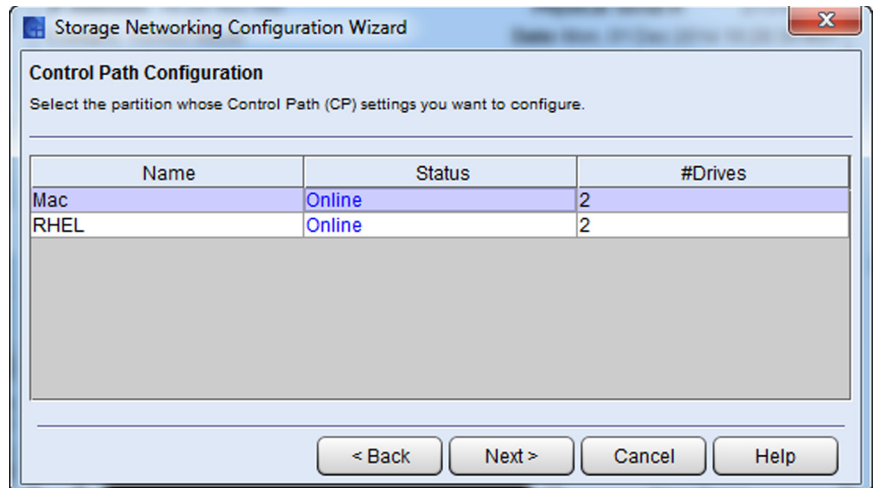 Storage Networking Configuration Wizard
Control Path Configuration
Select the partition whose Control Path (CP) settings you want to configure.
Name Status #Drives
Mac Online 2
RHEL Online 2
< Back Next > Cancel Help